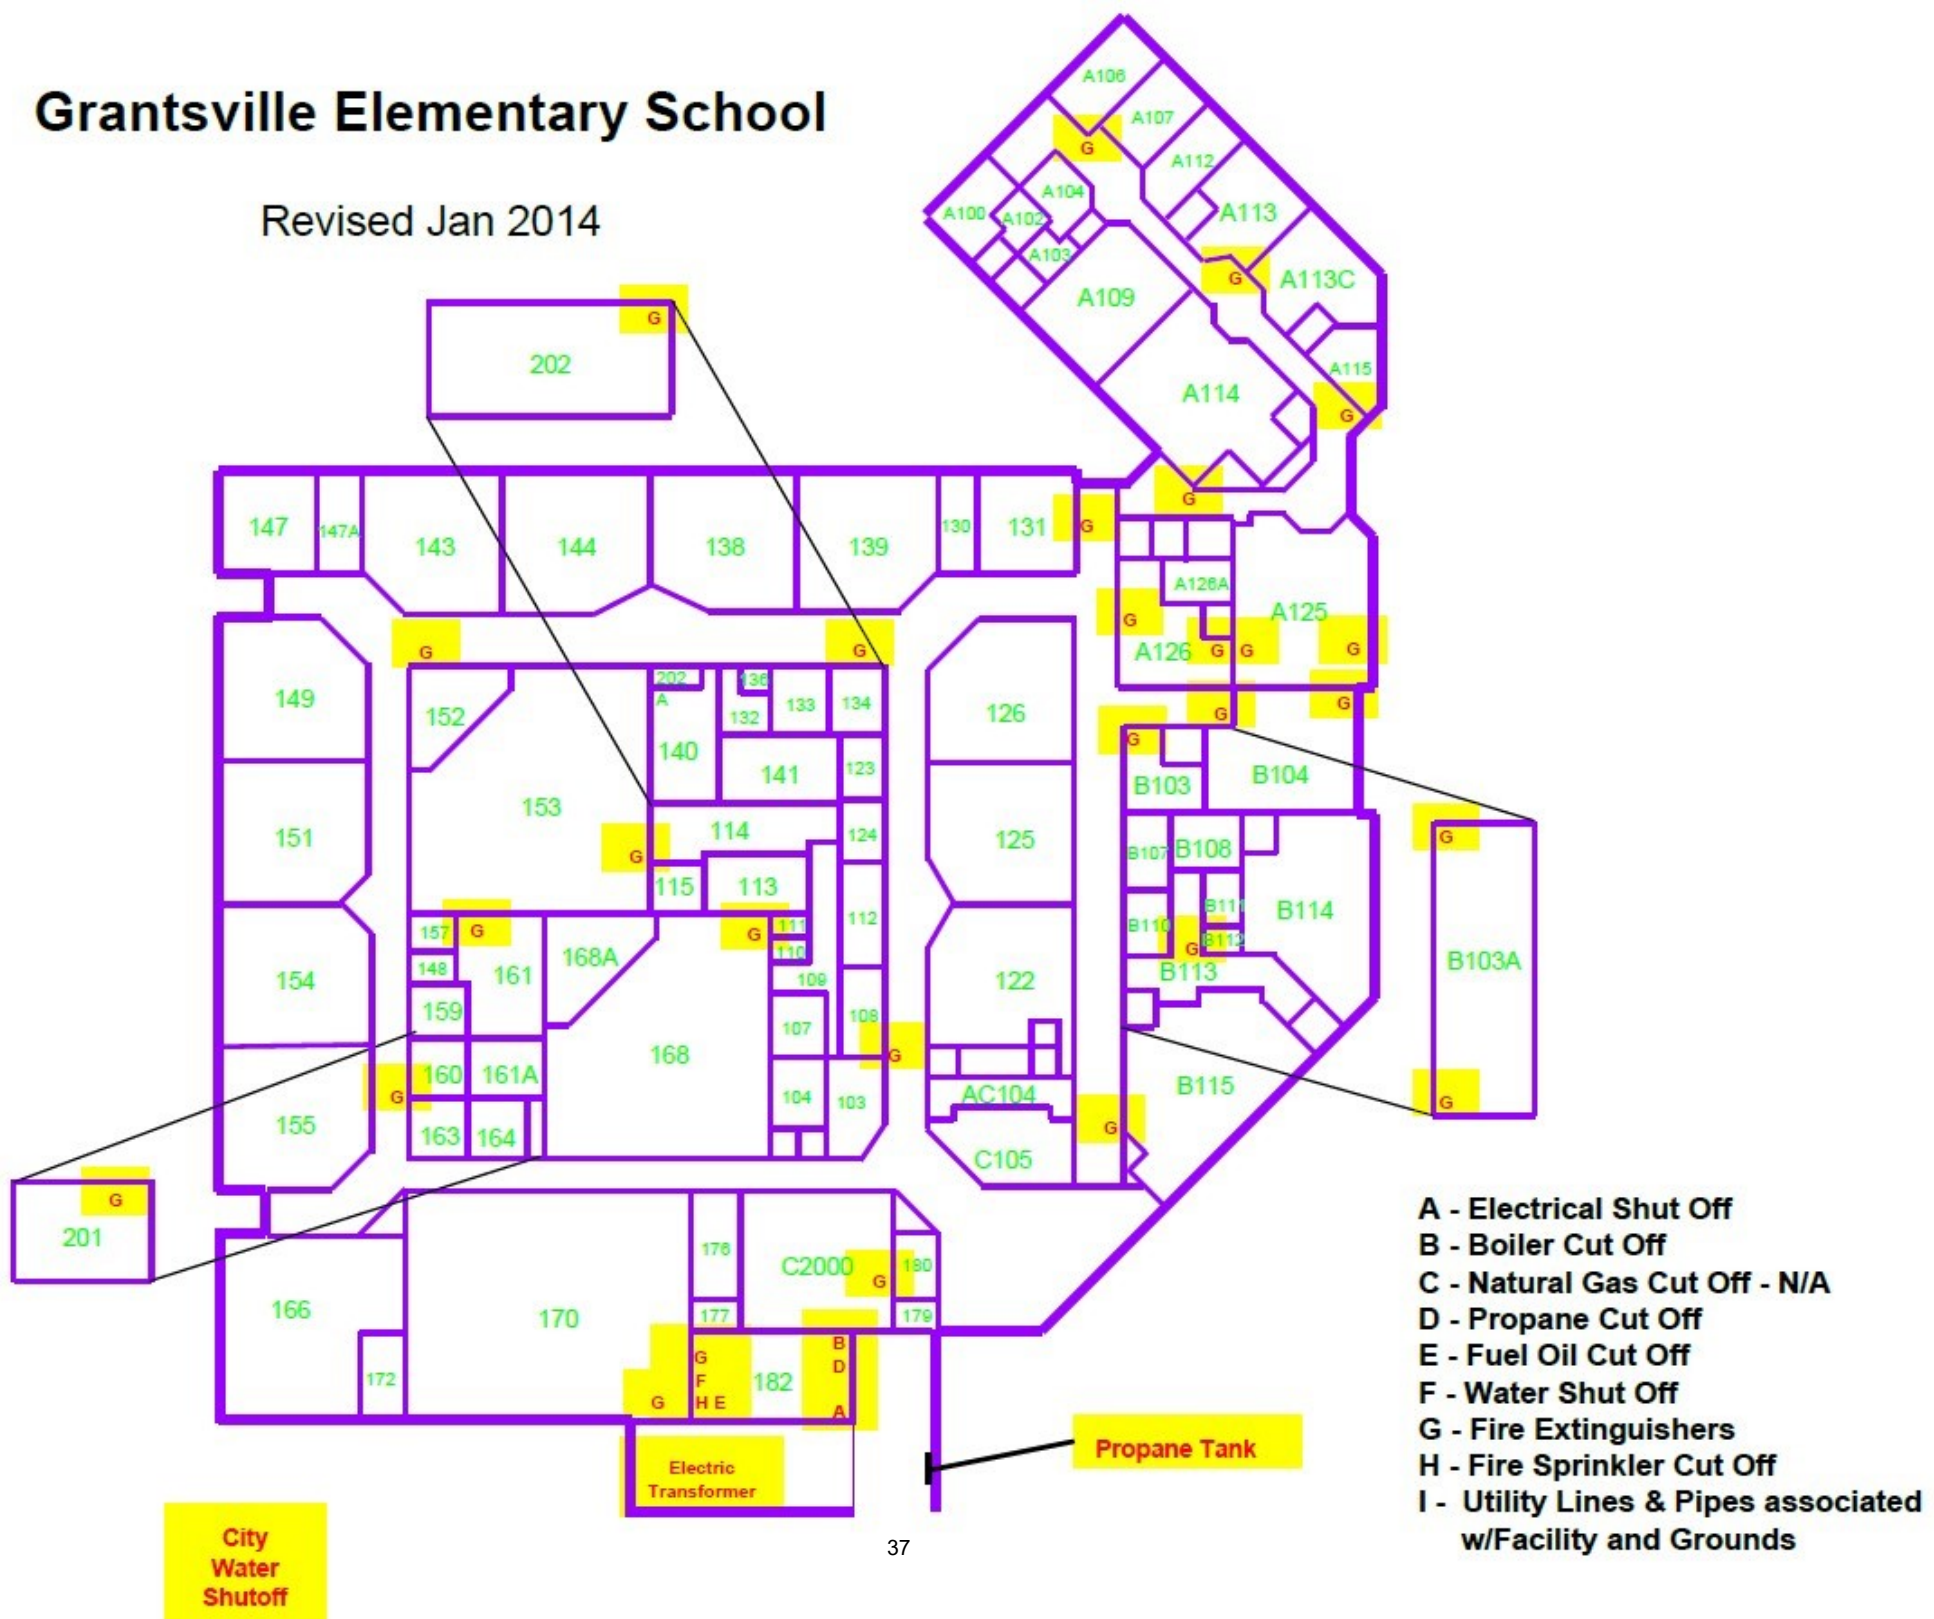 Grantsville Elementary School
Revised Jan 2014
A106
A107
G
A112
A104
A100
A102
A113
A103
G
A113C
A109
G
202
A115
A114
G
G
147
147A
143
144
138
139
130
131
G
A126A
A125
G
G
G
A126
G
G
G
149
152
202
A
136
132
133
134
126
G
G
G
140
141
123
B103
B104
153
114
124
G
125
G
B107
B108
151
G
115
113
112
B111
B114
157
G
G
111
B110
B112
G
110
168A
148
161
109
154
122
B113
B103A
159
107
108
168
G
160
161A
B115
G
104
103
AC104
G
155
163
164
G
C105
G
201
176
C2000
180
G
166
170
177
179
172
G
F
H E
182
B
D
A
G
Electric
Transformer
Propane Tank
City
Water
Shutoff
A - Electrical Shut Off
B - Boiler Cut Off
C - Natural Gas Cut Off - N/A
D - Propane Cut Off
E - Fuel Oil Cut Off
F - Water Shut Off
G - Fire Extinguishers
H - Fire Sprinkler Cut Off
I - Utility Lines & Pipes associated
w/Facility and Grounds
37